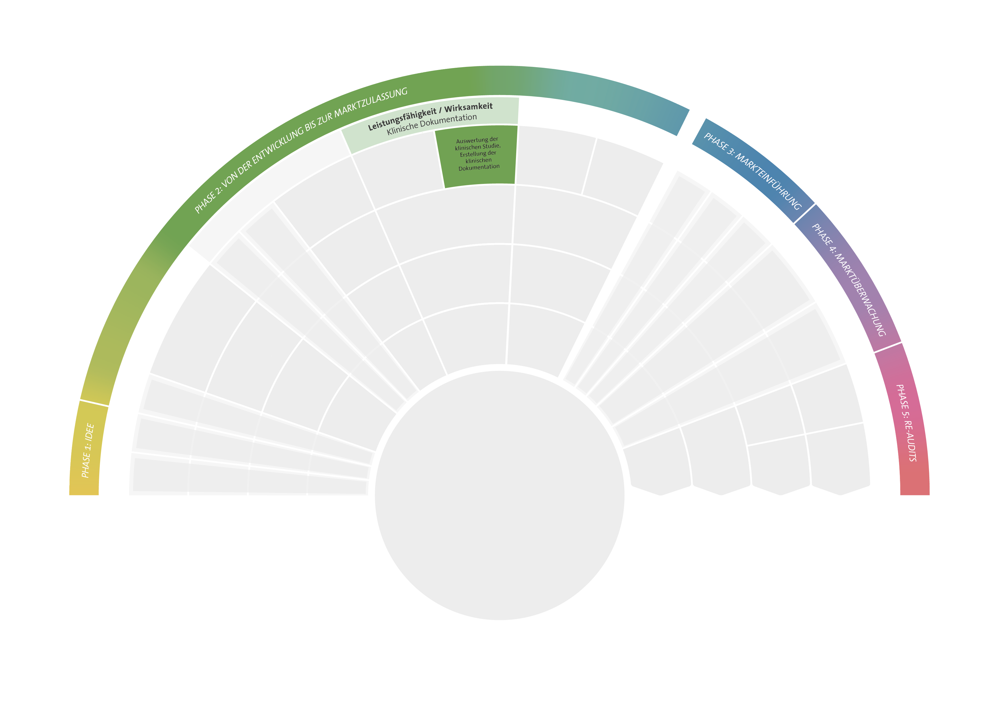 PHASE 1: IDEE
PHASE 2: VON DER ENTWICKLUNG BIS ZUR MARKTZULASSUNG
Leistungsfähigkeit / Wirksamkeit
Klinische Dokumentation
Auswertung der
klinischen Studie,
Erstellung der
klinischen
Dokumentation
PHASE 3: MARKTEINFÜHRUNG
PHASE 4: MARKTÜBERWACHUNG
PHASE 5: RE-AUDITS